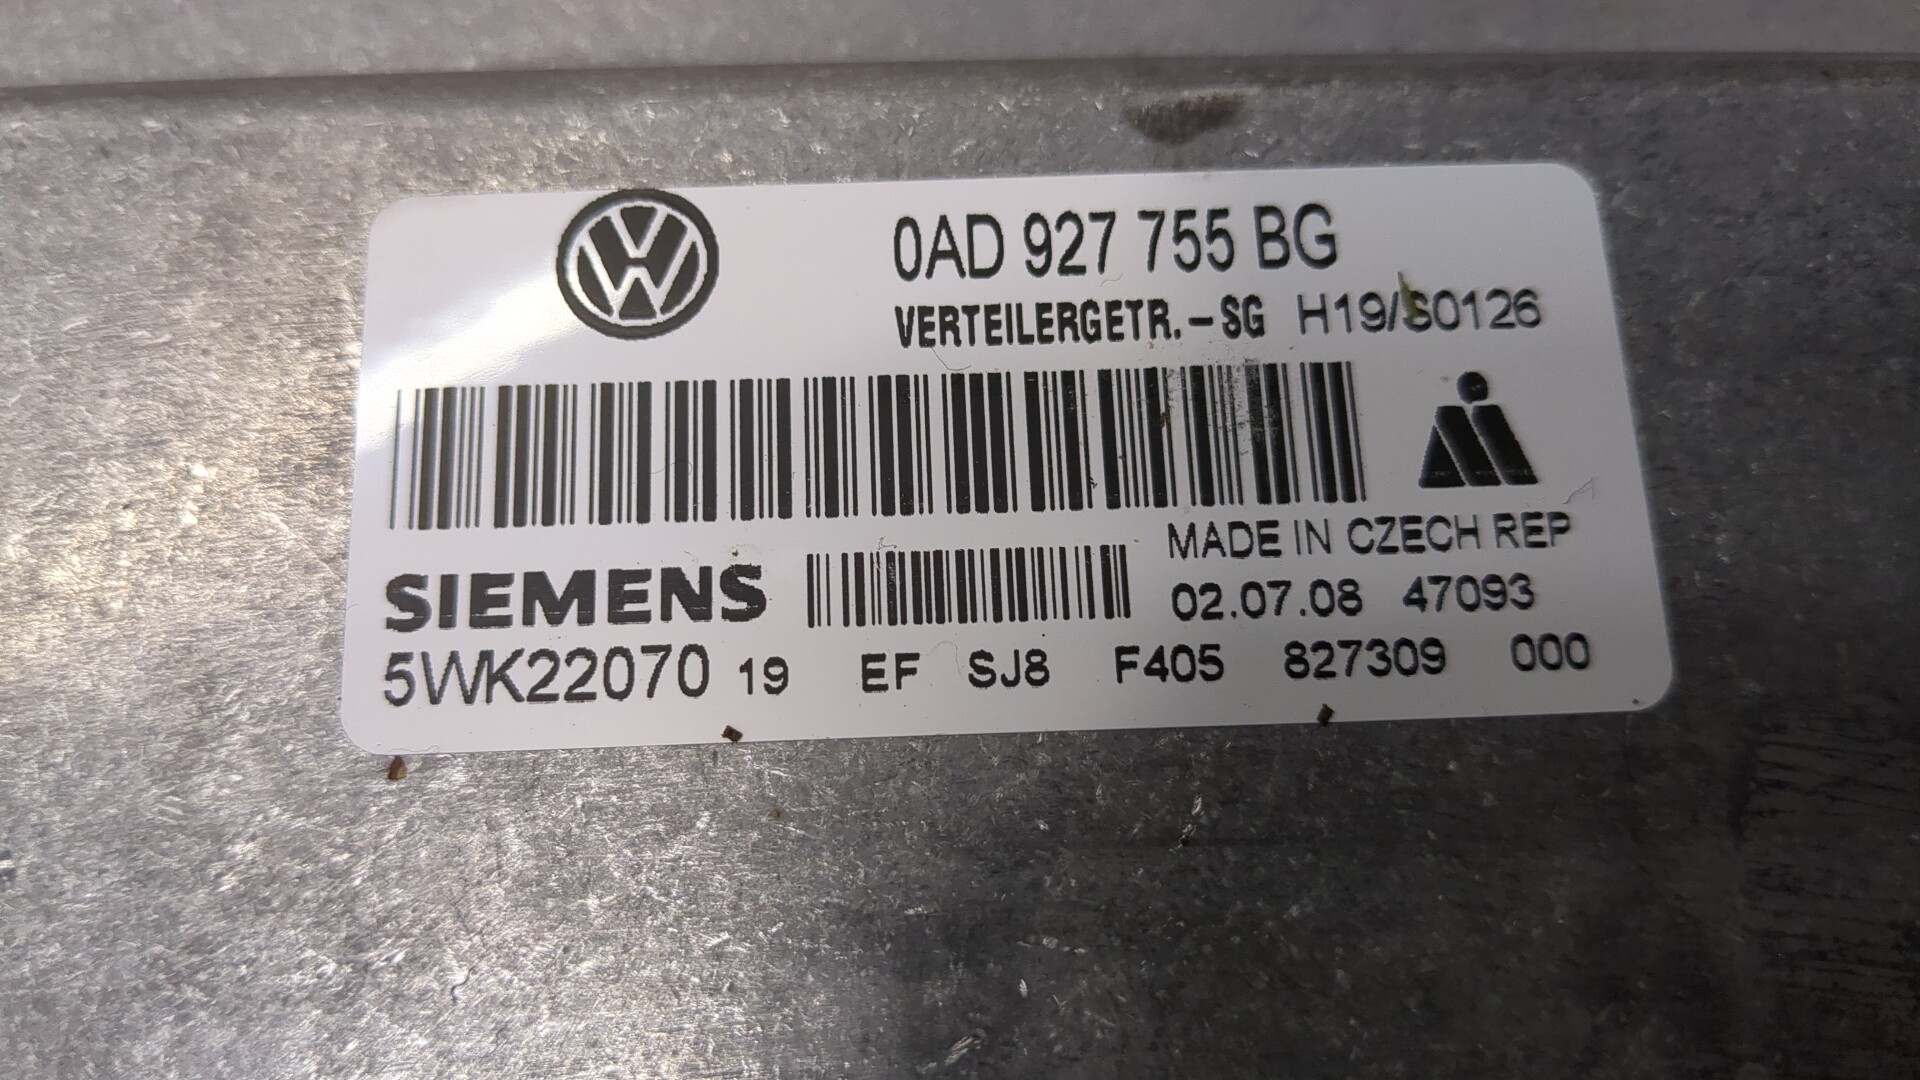 0AD 927 755 BG
VERTEILERGETR.-SG H19/S0126
MADE IN CZECH REP
SIEMENS 02.07.08 47093
5WK22070 19 EF SJ8 F405 827309 000